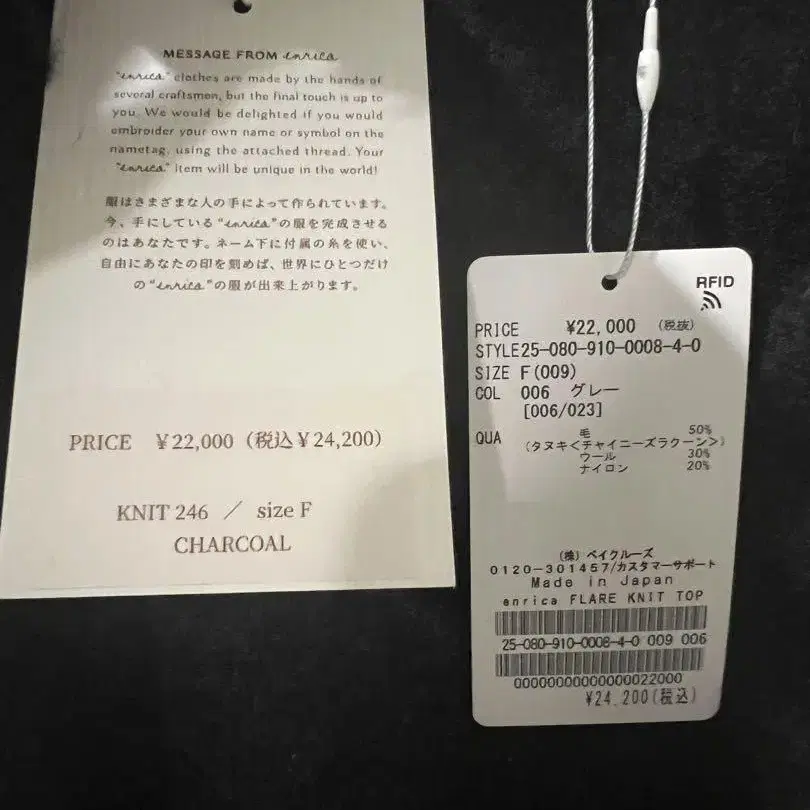 MESSAGE FROM enrica
"enrica" clothes are made by the hands of
several craftsmen, but the final touch is up to
you. We would be delighted if you would
embroider your own name or symbol on the
nametag, using the attached thread. Your
"enrica" item will be unique in the world!
服はさまざまな人の手によって作られています。
今、手にしている"enrica"の服を完成させる
のはあなたです。ネーム下に付属の糸を使い、
自由にあなたの印を刻めば、世界にひとつだけ
の"enrica"の服が出来上がります。
PRICE ¥22,000（税込¥24,200）
KNIT 246 ／ size F
CHARCOAL
RFID
PRICE ¥22,000 (税抜)
STYLE25-080-910-0008-4-0
SIZE F(009)
COL 006 グレー
[006/023]
QUA 毛 50%
(タヌキ<チャイニーズラクーン>)
ウール 30%
ナイロン 20%
(株) ベイクルーズ
0120-301457/カスタマーサポート
Made in Japan
enrica FLARE KNIT TOP
25-080-910-0008-4-0 009 006
00000000000000022000
¥24,200(税込)